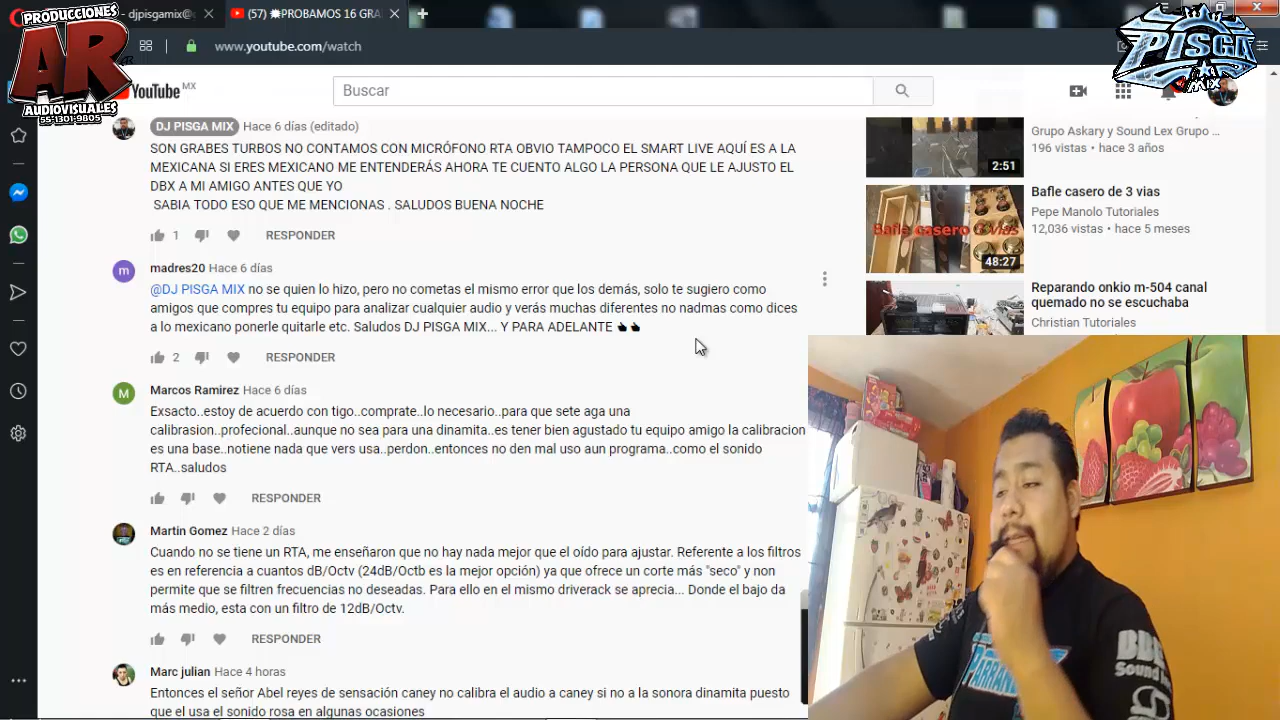 PRODUCCIONES
AR
AUDIOVISUALES
55-1301-9805
- djpisgamix@
(57) PROBAMOS 16 GRA
www.youtube.com/watch
PISGA
MIX
YouTube MX
Buscar
DJ PISGA MIX Hace 6 días (editado)
SON GRABES TURBOS NO CONTAMOS CON MICRÓFONO RTA OBVIO TAMPOCO EL SMART LIVE AQUÍ ES A LA
MEXICANA SI ERES MEXICANO ME ENTENDERÁS AHORA TE CUENTO ALGO LA PERSONA QUE LE AJUSTO EL
DBX A MI AMIGO ANTES QUE YO
SABIA TODO ESO QUE ME MENCIONAS . SALUDOS BUENA NOCHE
1 RESPONDER
m
madres20 Hace 6 días
@DJ PISGA MIX no se quien lo hizo, pero no cometas el mismo error que los demás, solo te sugiero como
amigos que compres tu equipo para analizar cualquier audio y verás muchas diferentes no nadmas como dices
a lo mexicano ponerle quitarle etc. Saludos DJ PISGA MIX... Y PARA ADELANTE
2 RESPONDER
M
Marcos Ramirez Hace 6 días
Exsacto..estoy de acuerdo con tigo..comprate..lo necesario..para que sete aga una
calibrasion..profecional..aunque no sea para una dinamita..es tener bien agustado tu equipo amigo la calibracion
es una base..notiene nada que vers usa..perdon..entonces no den mal uso aun programa..como el sonido
RTA..saludos
RESPONDER
Martin Gomez Hace 2 días
Cuando no se tiene un RTA, me enseñaron que no hay nada mejor que el oído para ajustar. Referente a los filtros
es en referencia a cuantos dB/Octv (24dB/Octb es la mejor opción) ya que ofrece un corte más "seco" y non
permite que se filtren frecuencias no deseadas. Para ello en el mismo driverack se aprecia... Donde el bajo da
más medio, esta con un filtro de 12dB/Octv.
RESPONDER
Marc julian Hace 4 horas
Entonces el señor Abel reyes de sensación caney no calibra el audio a caney si no a la sonora dinamita puesto
que el usa el sonido rosa en algunas ocasiones
Grupo Askary y Sound Lex Grupo ...
196 vistas • hace 3 años
2:51
Bafle casero de 3 vias
Pepe Manolo Tutoriales
12,036 vistas • hace 5 meses
Bafle casero 3 vias
48:27
Reparando onkio m-504 canal
quemado no se escuchaba
Christian Tutoriales